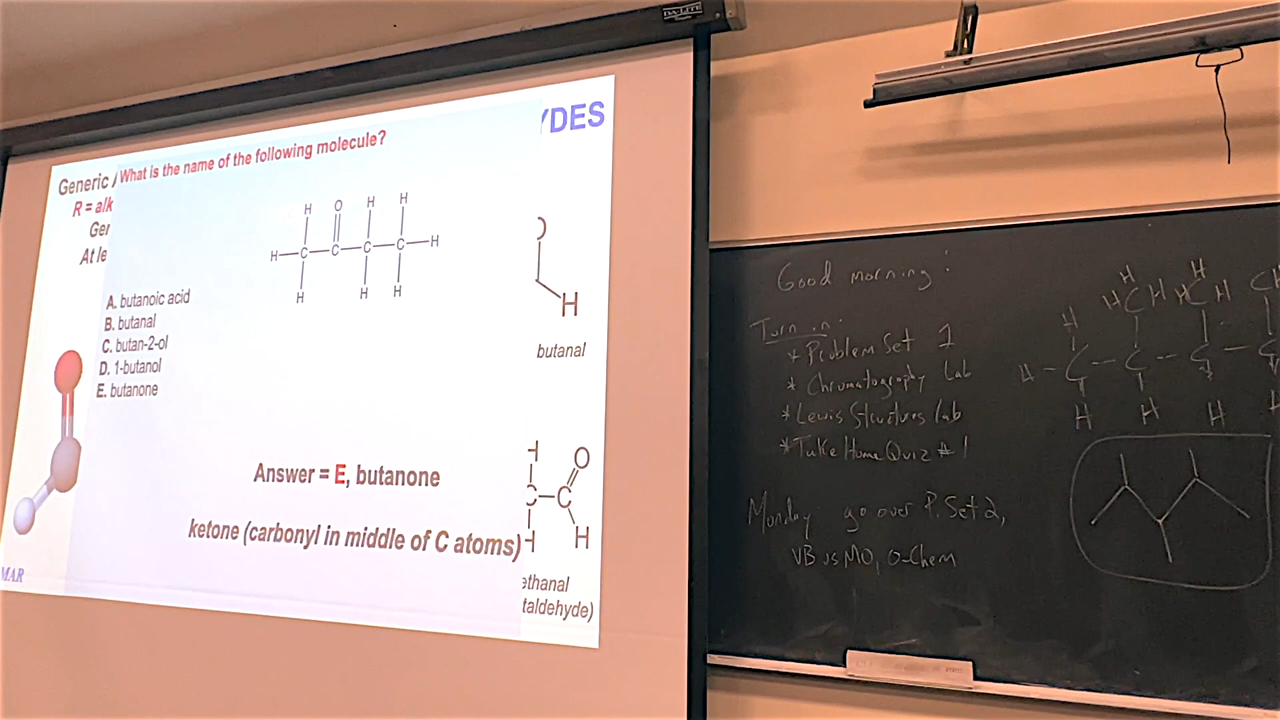 DA-LITE
YDES
What is the name of the following molecule?
Generic
R = alk
Ger
At le
H O H H
H C C C C H
H H H
A. butanoic acid
B. butanal
C. butan-2-ol
D. 1-butanol
E. butanone
H
butanal
Answer = E, butanone
ketone (carbonyl in middle of C atoms)
H O
C C
H H
ethanal
taldehyde)
MAR
Good morning!
Turn in:
* Problem Set 1
* Chromatography Lab
* Lewis Structures Lab
* Take Home Quiz # 1
Monday: go over P. Set 2,
VB vs MO, O-Chem
H H
H C H H C H C
H
H - C - C - C - C
H H H H